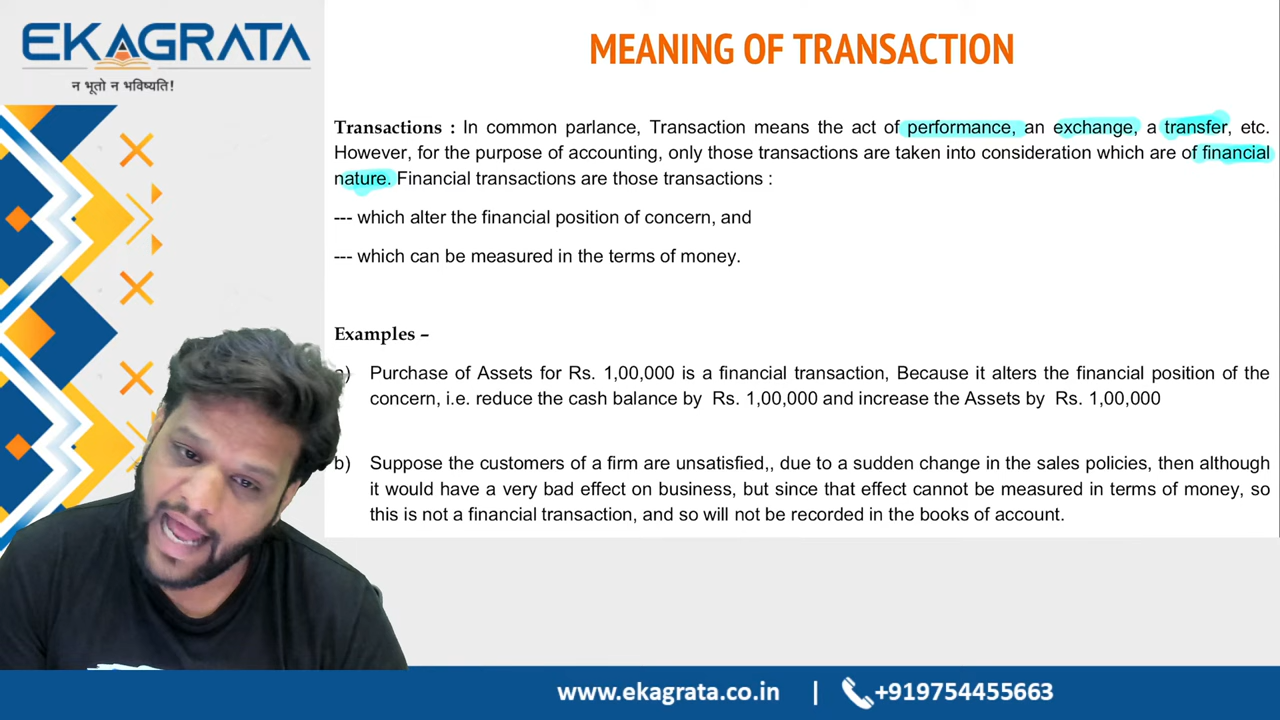 EKAGRATA
न भूतो न भविष्यति!
MEANING OF TRANSACTION
Transactions : In common parlance, Transaction means the act of performance, an exchange, a transfer, etc.
However, for the purpose of accounting, only those transactions are taken into consideration which are of financial
nature. Financial transactions are those transactions :
--- which alter the financial position of concern, and
--- which can be measured in the terms of money.
Examples –
a) Purchase of Assets for Rs. 1,00,000 is a financial transaction, Because it alters the financial position of the
concern, i.e. reduce the cash balance by Rs. 1,00,000 and increase the Assets by Rs. 1,00,000
b) Suppose the customers of a firm are unsatisfied,, due to a sudden change in the sales policies, then although
it would have a very bad effect on business, but since that effect cannot be measured in terms of money, so
this is not a financial transaction, and so will not be recorded in the books of account.
www.ekagrata.co.in | +919754455663